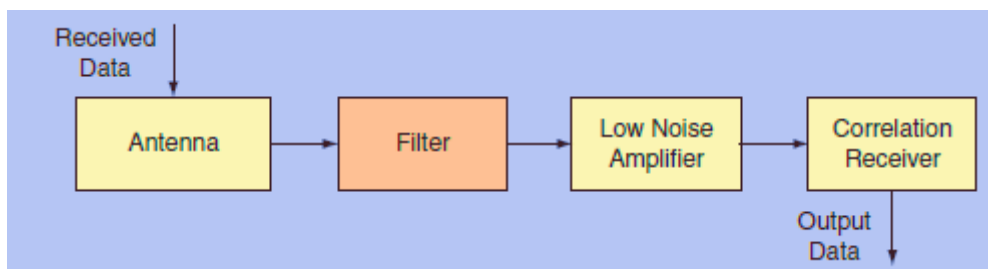 Received
Data
Antenna
Filter
Low Noise
Amplifier
Correlation
Receiver
Output
Data